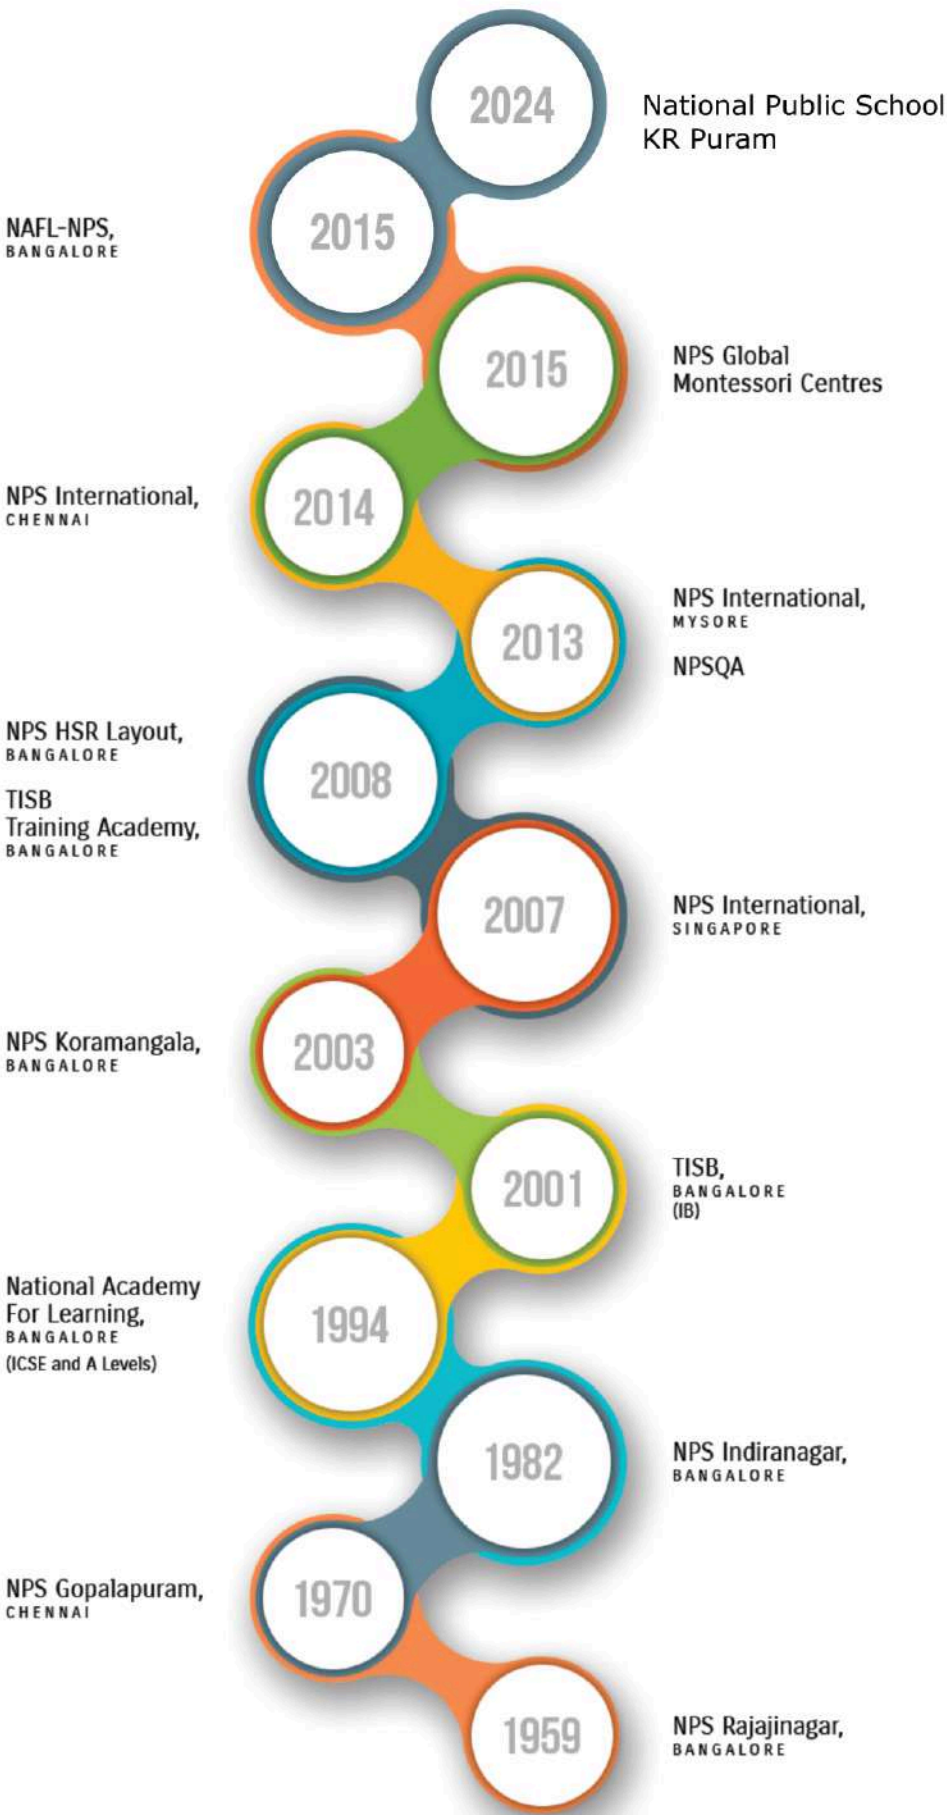 2024
National Public School
KR Puram
NAFL-NPS,
BANGALORE
2015
2015
NPS Global
Montessori Centres
NPS International,
CHENNAI
2014
2013
NPS International,
MYSORE
NPSQA
NPS HSR Layout,
BANGALORE
TISB
Training Academy,
BANGALORE
2008
2007
NPS International,
SINGAPORE
NPS Koramangala,
BANGALORE
2003
2001
TISB,
BANGALORE
(IB)
National Academy
For Learning,
BANGALORE
(ICSE and A Levels)
1994
1982
NPS Indiranagar,
BANGALORE
NPS Gopalapuram,
CHENNAI
1970
1959
NPS Rajajinagar,
BANGALORE